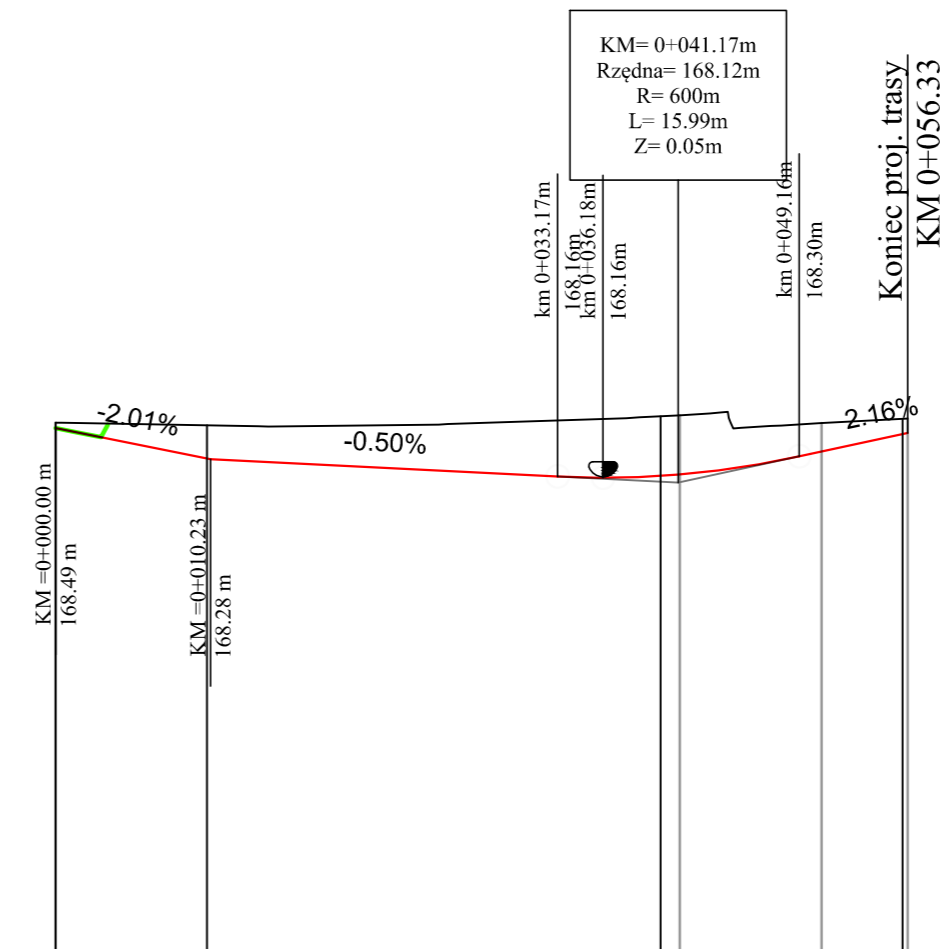 KM= 0+041.17m
Rzędna= 168.12m
R= 600m
L= 15.99m
Z= 0.05m
km 0+033.17m
168.16m
km 0+036.18m
168.16m
km 0+049.16m
168.30m
Koniec proj. trasy
KM 0+056.33
-2.01%
-0.50%
2.16%
KM =0+000.00 m
168.49 m
KM =0+010.23 m
168.28 m